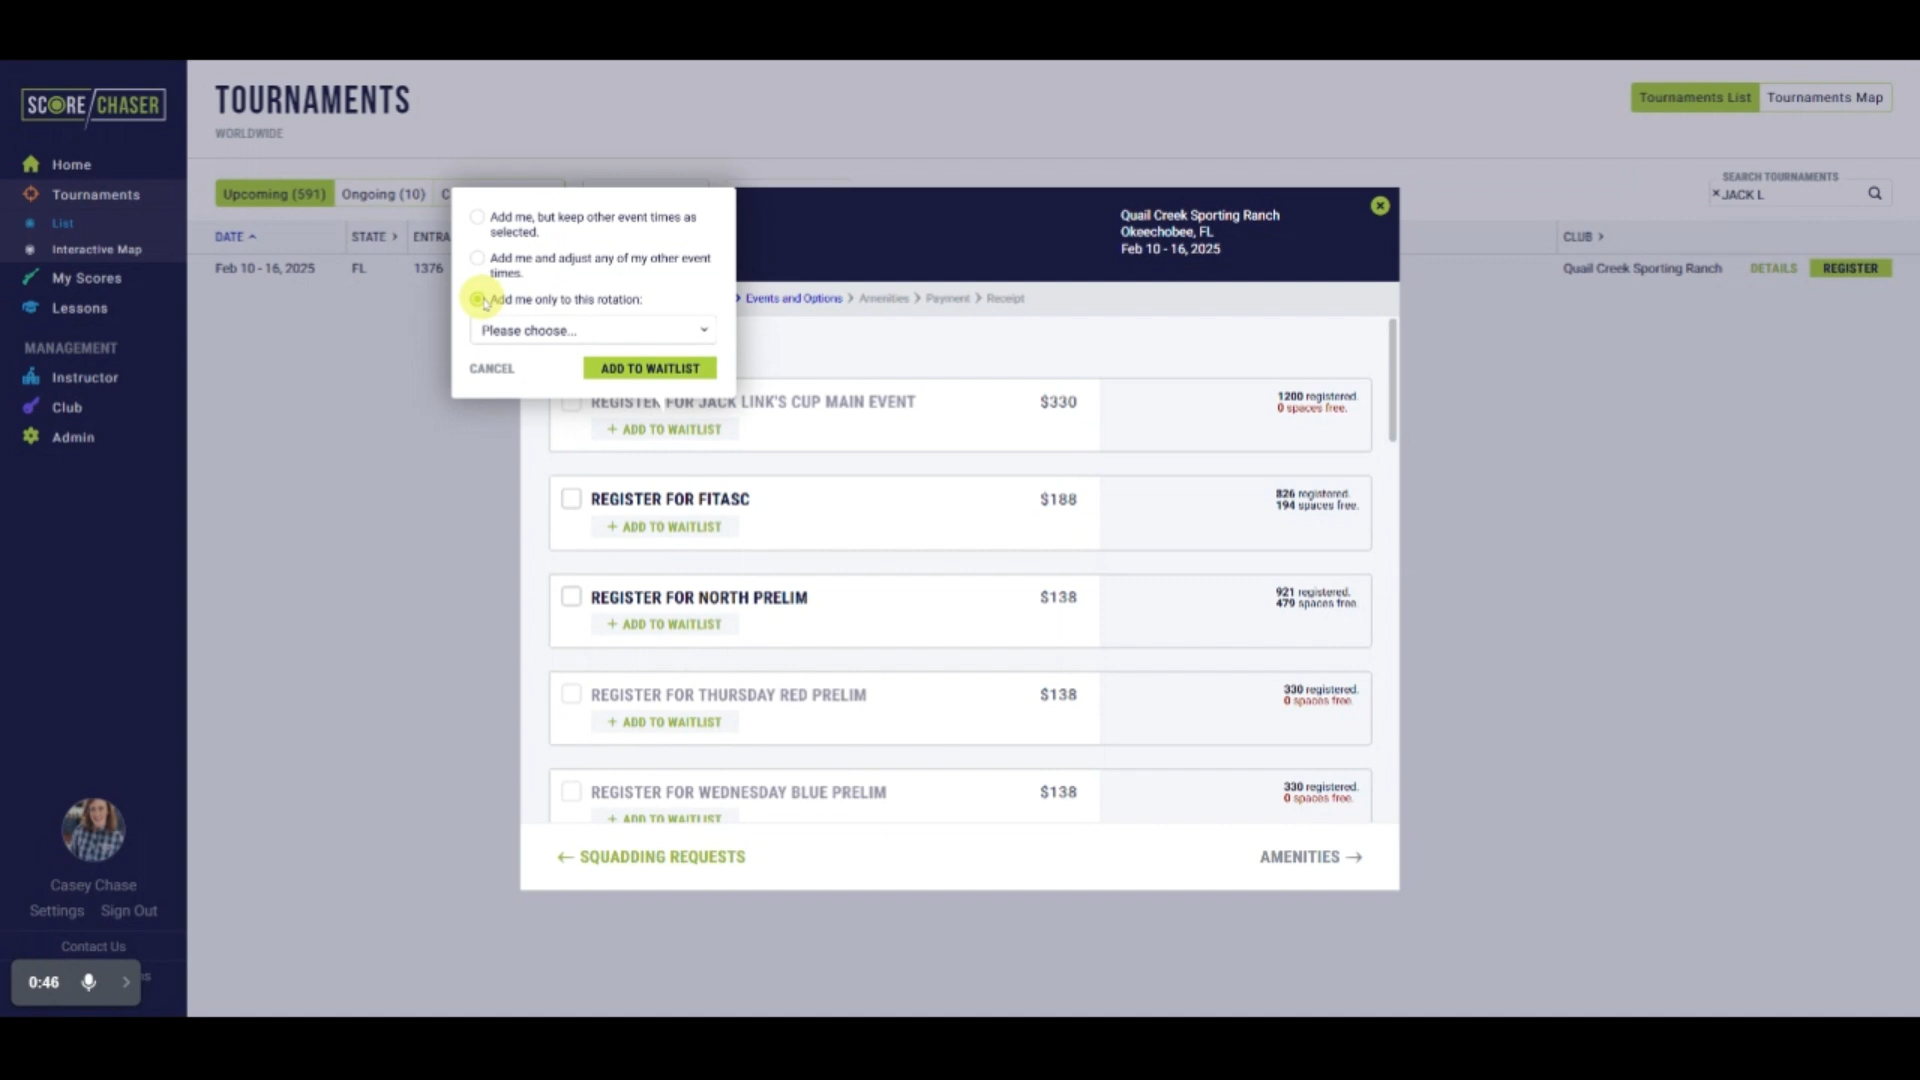 SCORE CHASER
Home
Tournaments
List
Interactive Map
My Scores
Lessons
MANAGEMENT
Instructor
Club
Admin
Casey Chase
Settings Sign Out
Contact Us
0:46
TOURNAMENTS
WORLDWIDE
Tournaments List Tournaments Map
Upcoming (591) Ongoing (10) C
SEARCH TOURNAMENTS
× JACK L
DATE STATE ENTRA CLUB
Feb 10 - 16, 2025 FL 1376 Quail Creek Sporting Ranch DETAILS REGISTER
Add me, but keep other event times as
selected.
Add me and adjust any of my other event
times.
Add me only to this rotation:
Please choose...
CANCEL ADD TO WAITLIST
Quail Creek Sporting Ranch
Okeechobee, FL
Feb 10 - 16, 2025
Events and Options > Amenities > Payment > Receipt
REGISTER FOR JACK LINK'S CUP MAIN EVENT $330
1200 registered.
0 spaces free.
+ ADD TO WAITLIST
REGISTER FOR FITASC $188
826 registered.
194 spaces free.
+ ADD TO WAITLIST
REGISTER FOR NORTH PRELIM $138
921 registered.
479 spaces free.
+ ADD TO WAITLIST
REGISTER FOR THURSDAY RED PRELIM $138
330 registered.
0 spaces free.
+ ADD TO WAITLIST
REGISTER FOR WEDNESDAY BLUE PRELIM $138
330 registered.
0 spaces free.
+ ADD TO WAITLIST
← SQUADDING REQUESTS AMENITIES →